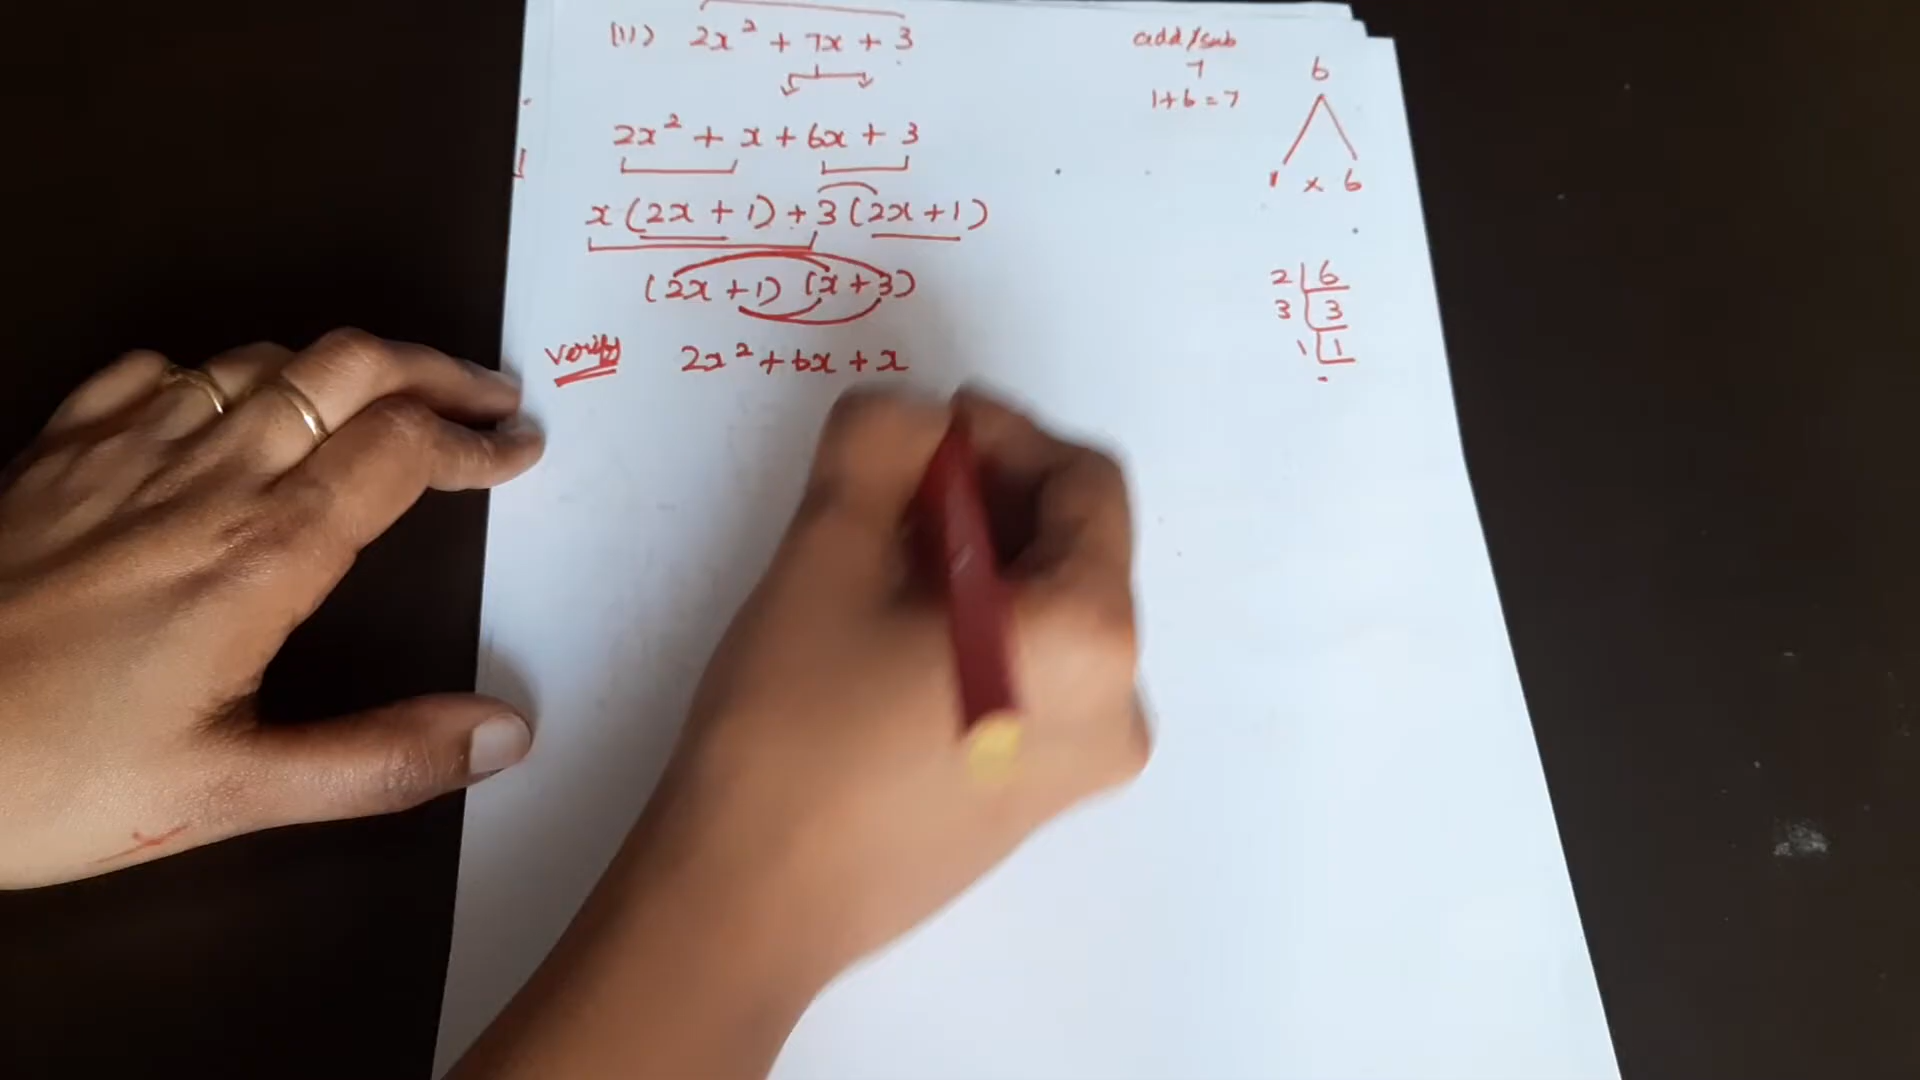 (ii) 2x² + 7x + 3
2x² + x + 6x + 3
x(2x + 1) + 3(2x + 1)
(2x + 1) (x + 3)
verify 2x² + 6x + x
add/sub
7
1+6=7
6
1 x 6
2 | 6
3 | 3
1 | 1